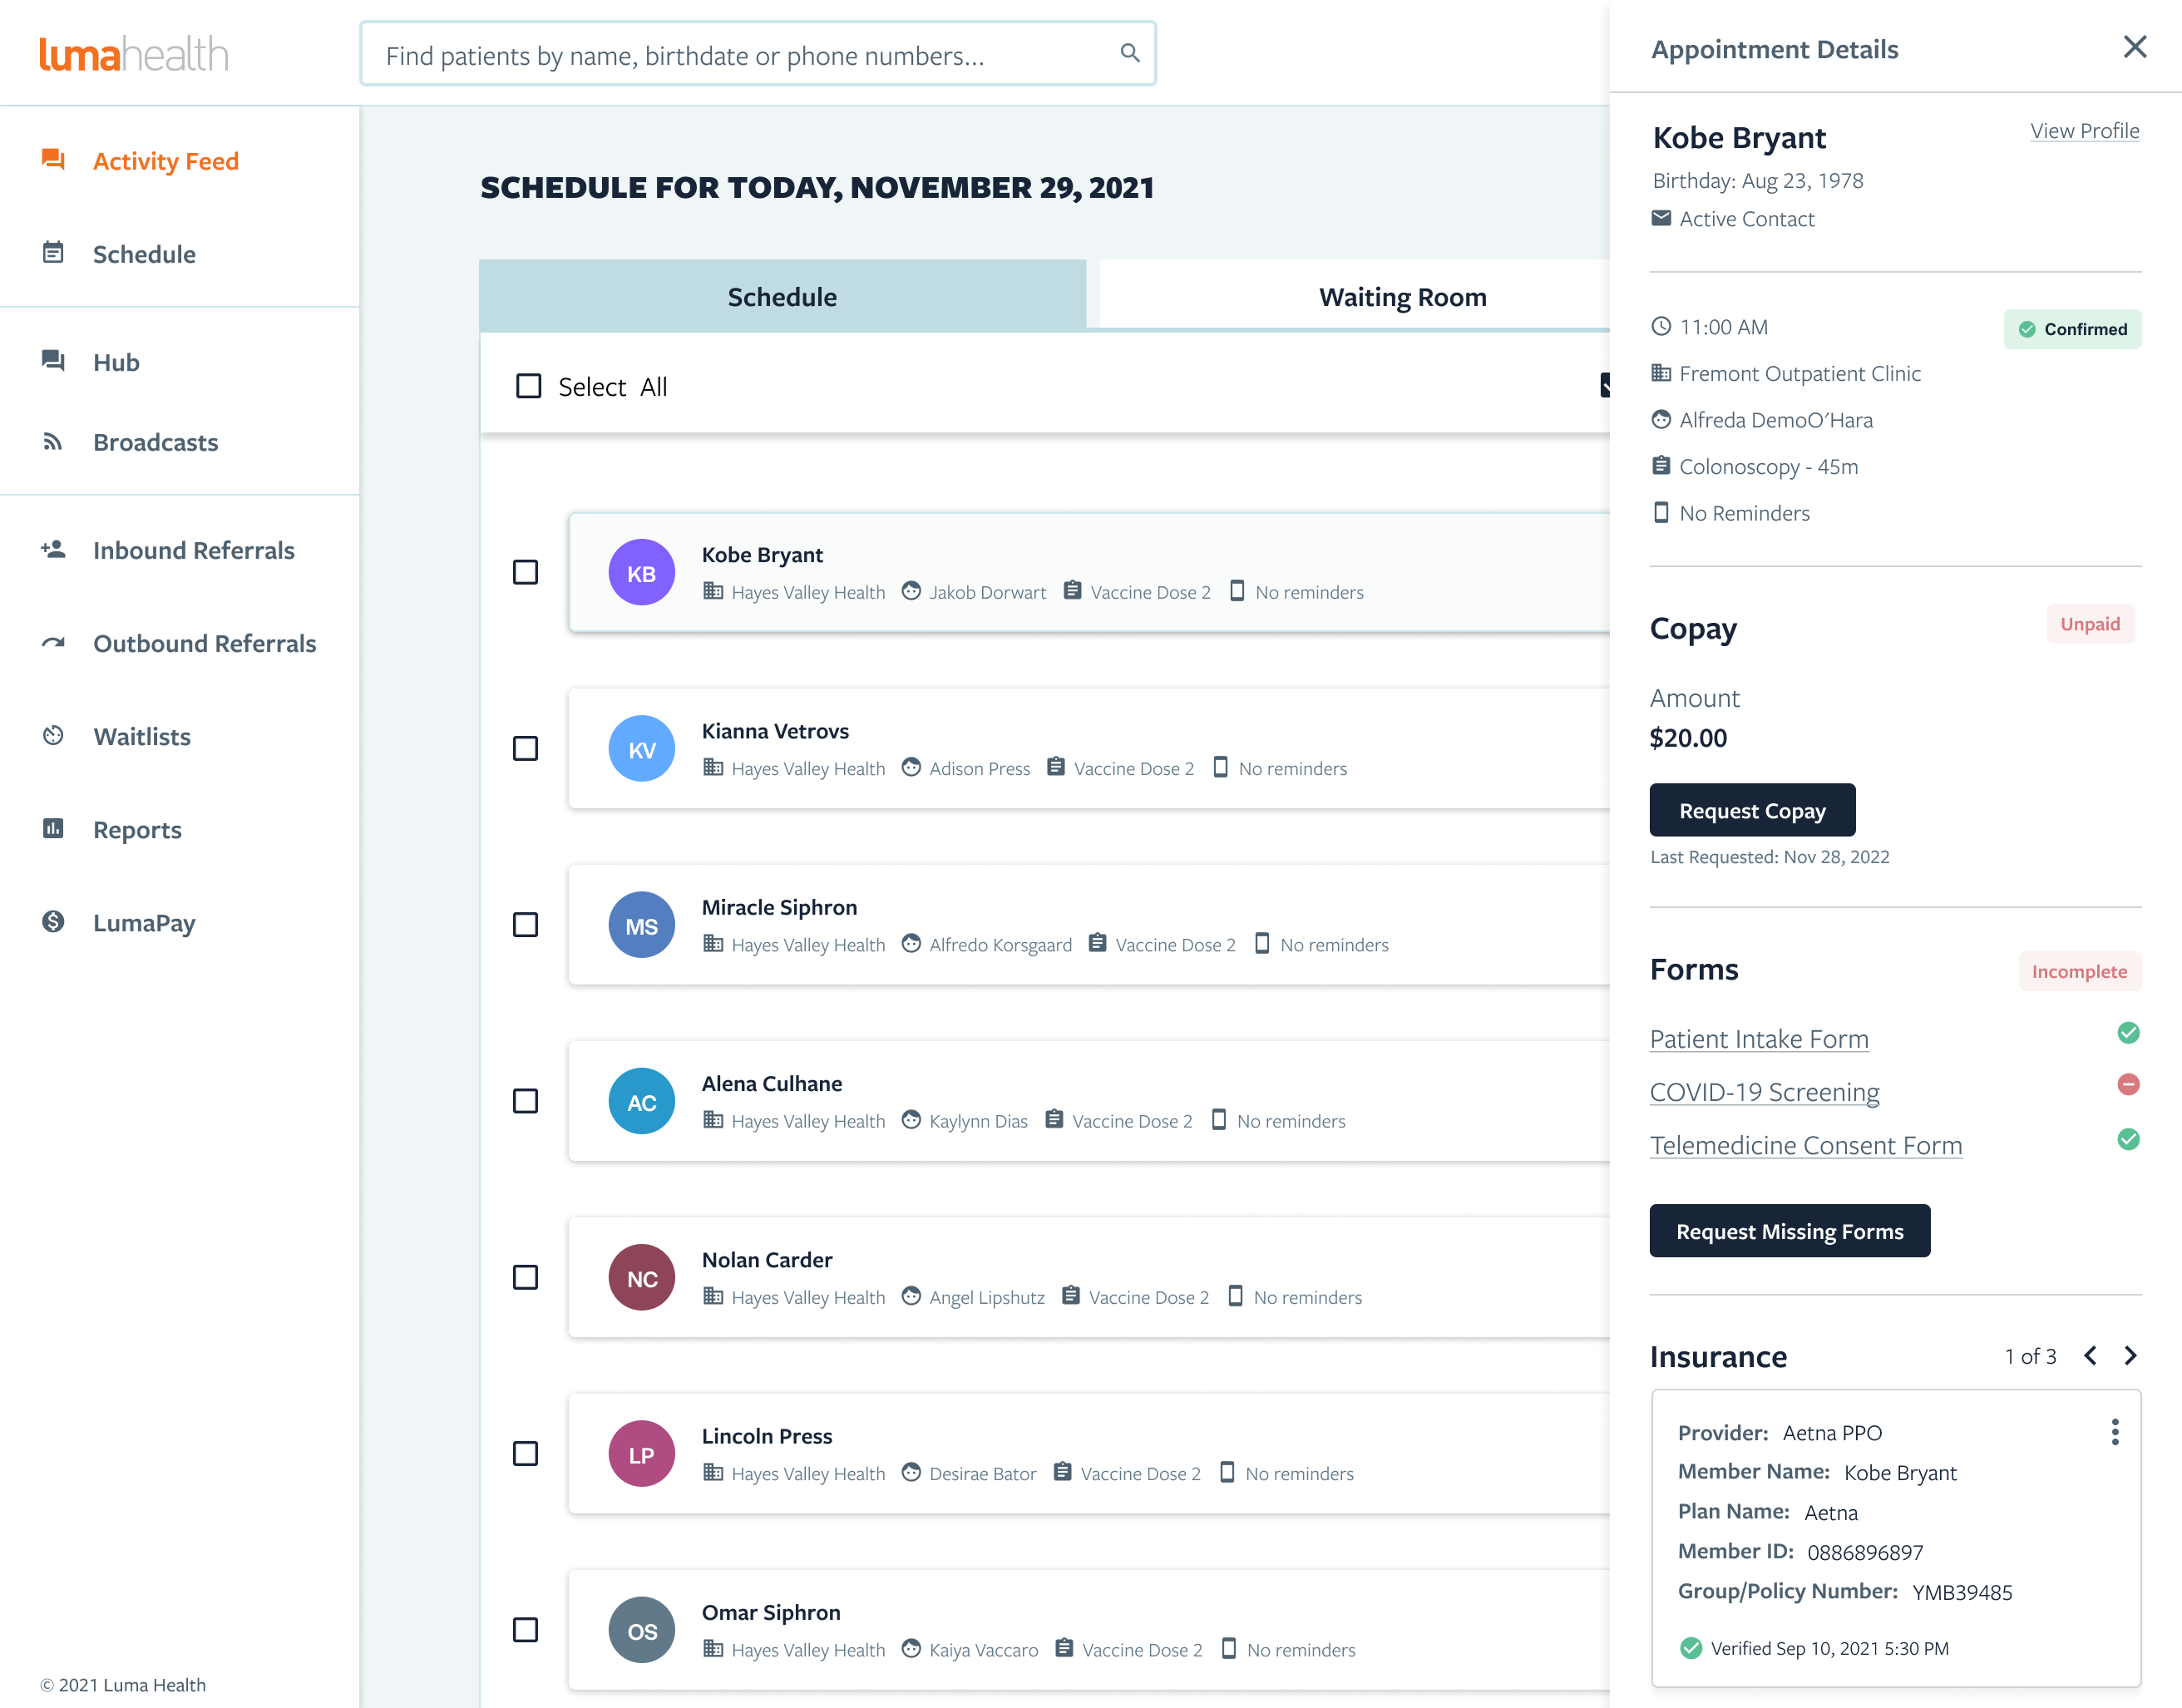 lumahealth
Find patients by name, birthdate or phone numbers...
Activity Feed
Schedule
Hub
Broadcasts
Inbound Referrals
Outbound Referrals
Waitlists
Reports
LumaPay
© 2021 Luma Health
SCHEDULE FOR TODAY, NOVEMBER 29, 2021
Schedule
Waiting Room
Select All
KB
Kobe Bryant
Hayes Valley Health Jakob Dorwart Vaccine Dose 2 No reminders
KV
Kianna Vetrovs
Hayes Valley Health Adison Press Vaccine Dose 2 No reminders
MS
Miracle Siphron
Hayes Valley Health Alfredo Korsgaard Vaccine Dose 2 No reminders
AC
Alena Culhane
Hayes Valley Health Kaylynn Dias Vaccine Dose 2 No reminders
NC
Nolan Carder
Hayes Valley Health Angel Lipshutz Vaccine Dose 2 No reminders
LP
Lincoln Press
Hayes Valley Health Desirae Bator Vaccine Dose 2 No reminders
OS
Omar Siphron
Hayes Valley Health Kaiya Vaccaro Vaccine Dose 2 No reminders
Appointment Details
Kobe Bryant
View Profile
Birthday: Aug 23, 1978
Active Contact
11:00 AM
Confirmed
Fremont Outpatient Clinic
Alfreda DemoO'Hara
Colonoscopy - 45m
No Reminders
Copay
Unpaid
Amount
$20.00
Request Copay
Last Requested: Nov 28, 2022
Forms
Incomplete
Patient Intake Form
COVID-19 Screening
Telemedicine Consent Form
Request Missing Forms
Insurance
1 of 3
Provider: Aetna PPO
Member Name: Kobe Bryant
Plan Name: Aetna
Member ID: 0886896897
Group/Policy Number: YMB39485
Verified Sep 10, 2021 5:30 PM